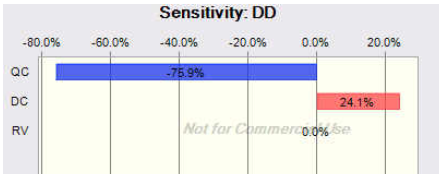 Sensitivity: DD
-80.0% -60.0% -40.0% -20.0% 0.0% 20.0%
QC -75.9%
DC 24.1%
RV Not for Commercial Use 0.0%